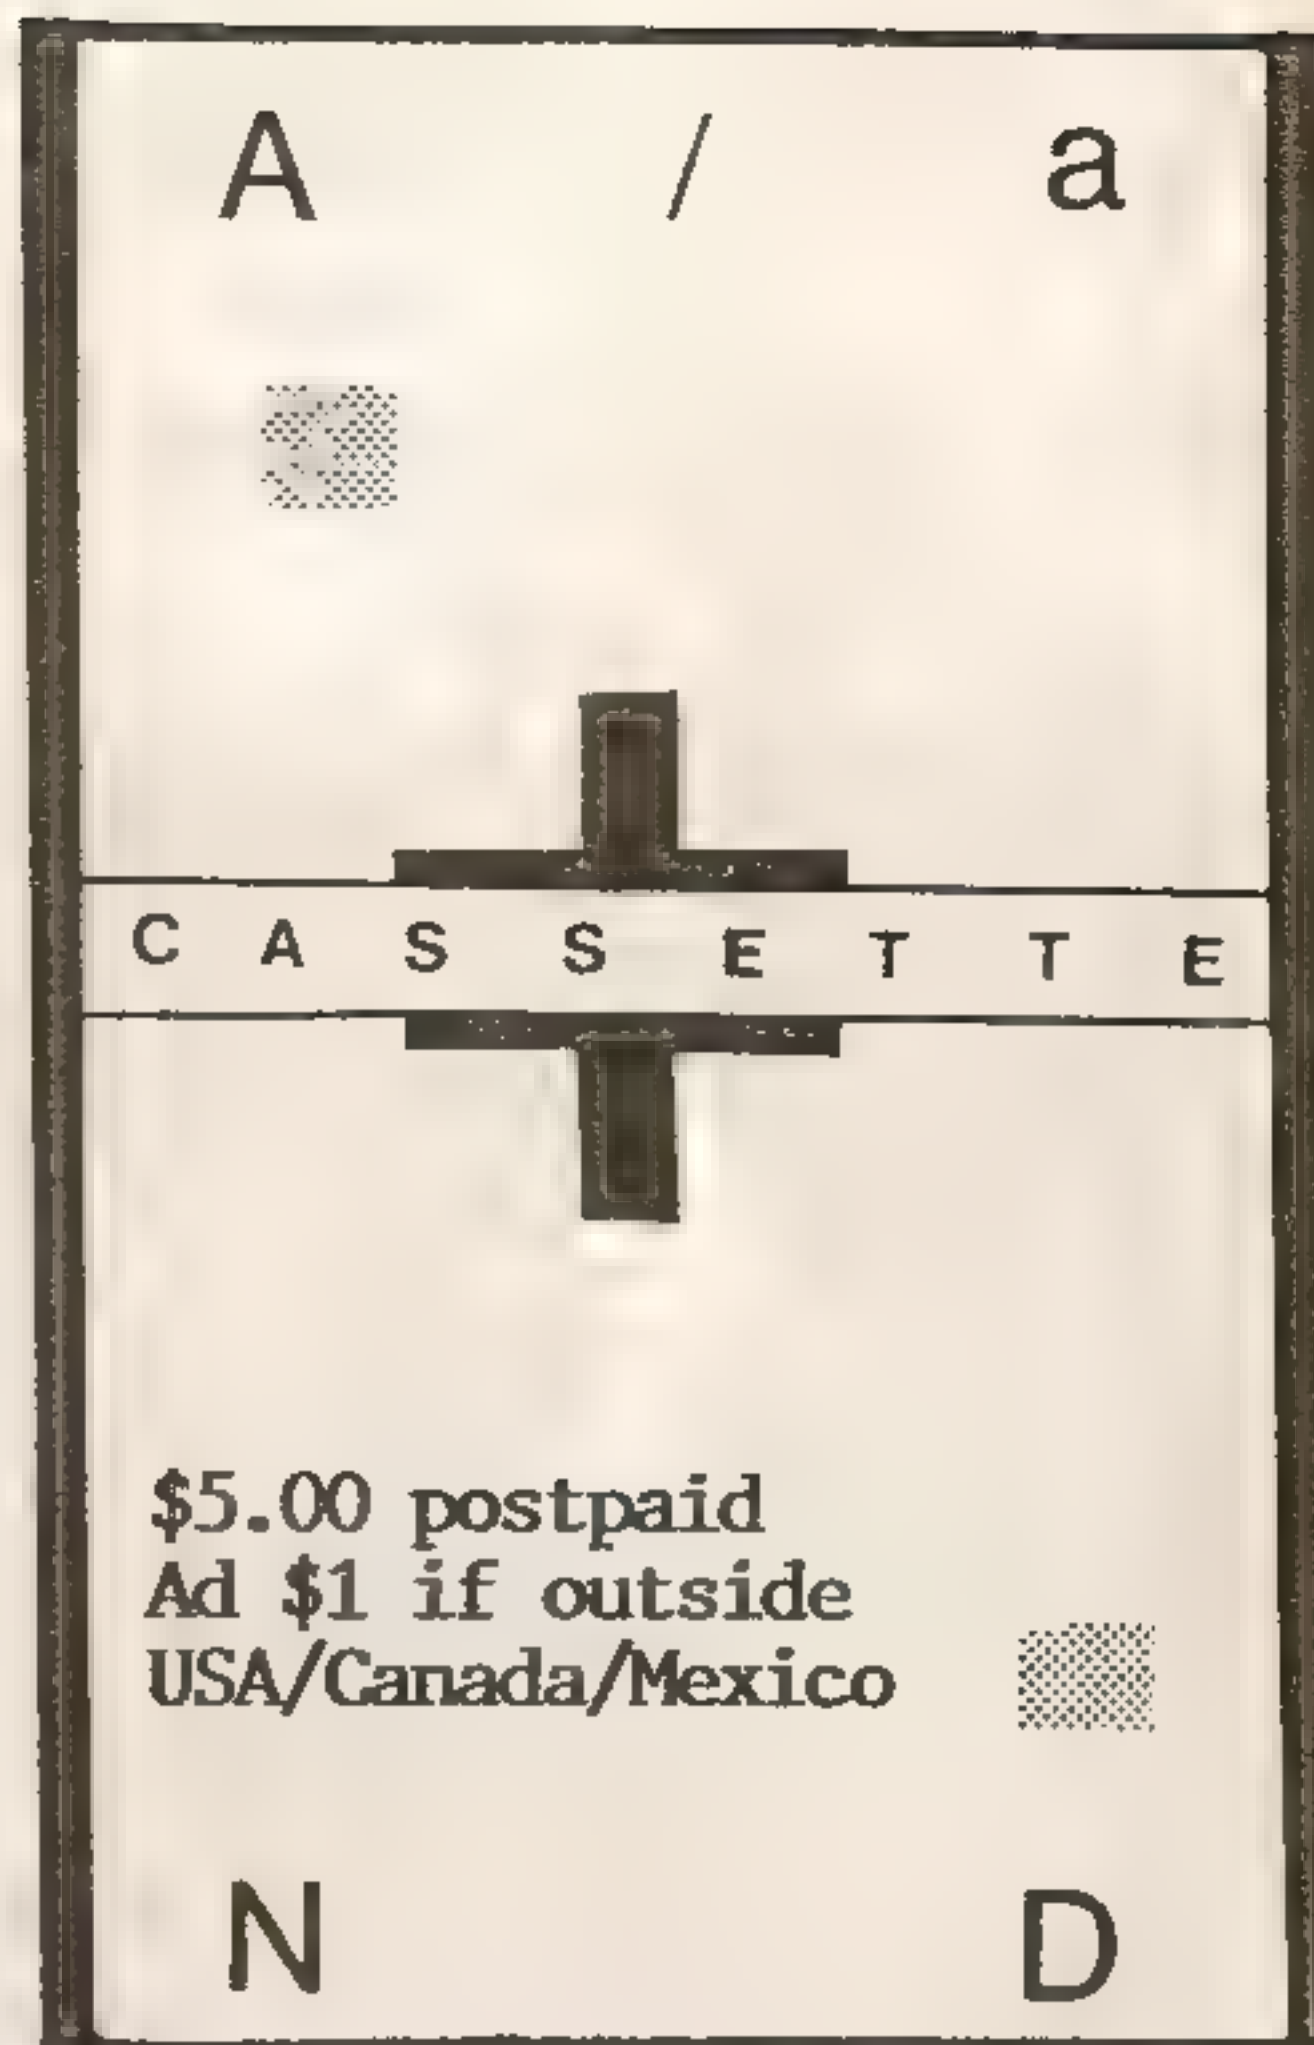 A / a
CASSETTE
$5.00 postpaid
Ad $1 if outside
USA/Canada/Mexico
N D